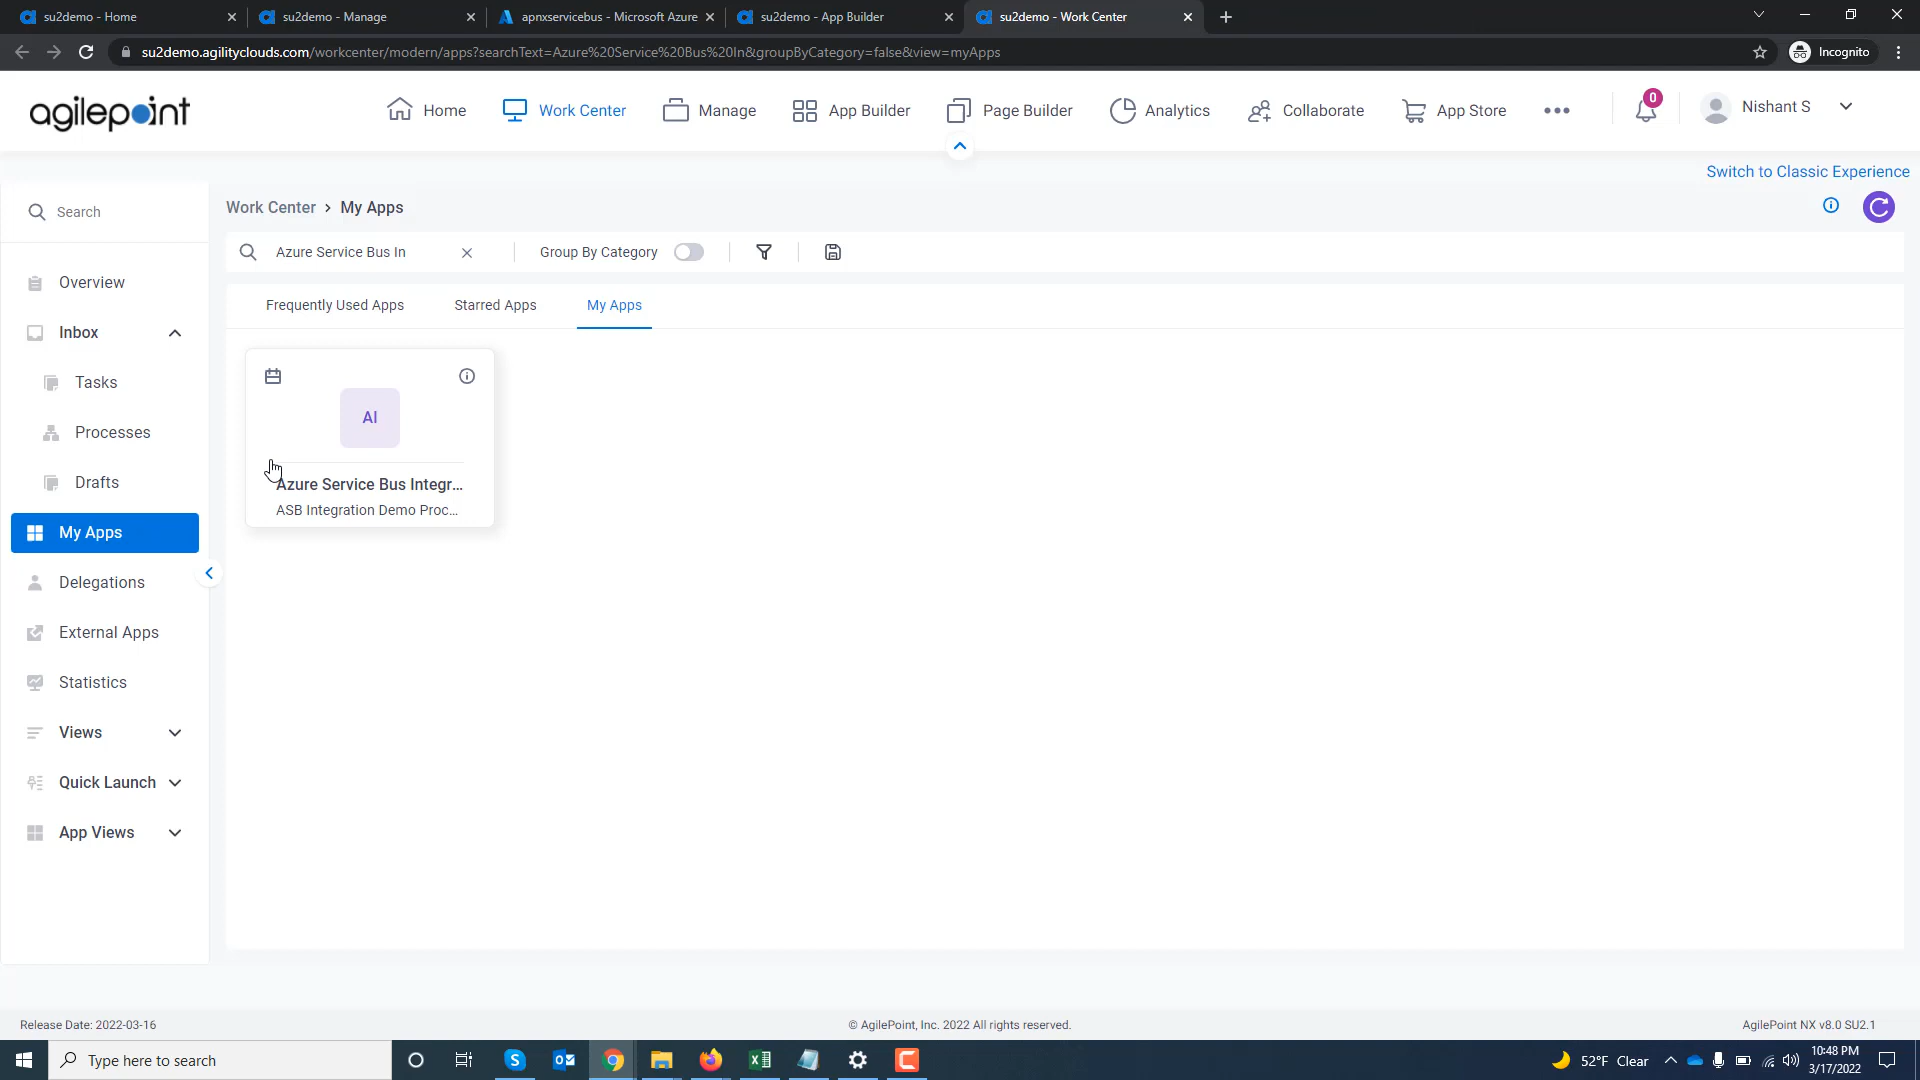 su2demo - Home
su2demo - Manage
apnxservicebus - Microsoft Azure
su2demo - App Builder
su2demo - Work Center
su2demo.agilityclouds.com/workcenter/modern/apps?searchText=Azure%20Service%20Bus%20In&groupByCategory=false&view=myApps
Incognito
agilepoint
Home
Work Center
Manage
App Builder
Page Builder
Analytics
Collaborate
App Store
0
Nishant S
Switch to Classic Experience
Search
Work Center > My Apps
Azure Service Bus In
Group By Category
Overview
Inbox
Tasks
Processes
Drafts
My Apps
Delegations
External Apps
Statistics
Views
Quick Launch
App Views
Frequently Used Apps
Starred Apps
My Apps
AI
Azure Service Bus Integr...
ASB Integration Demo Proc...
Release Date: 2022-03-16
© AgilePoint, Inc. 2022 All rights reserved.
AgilePoint NX v8.0 SU2.1
Type here to search
52°F Clear
10:48 PM
3/17/2022